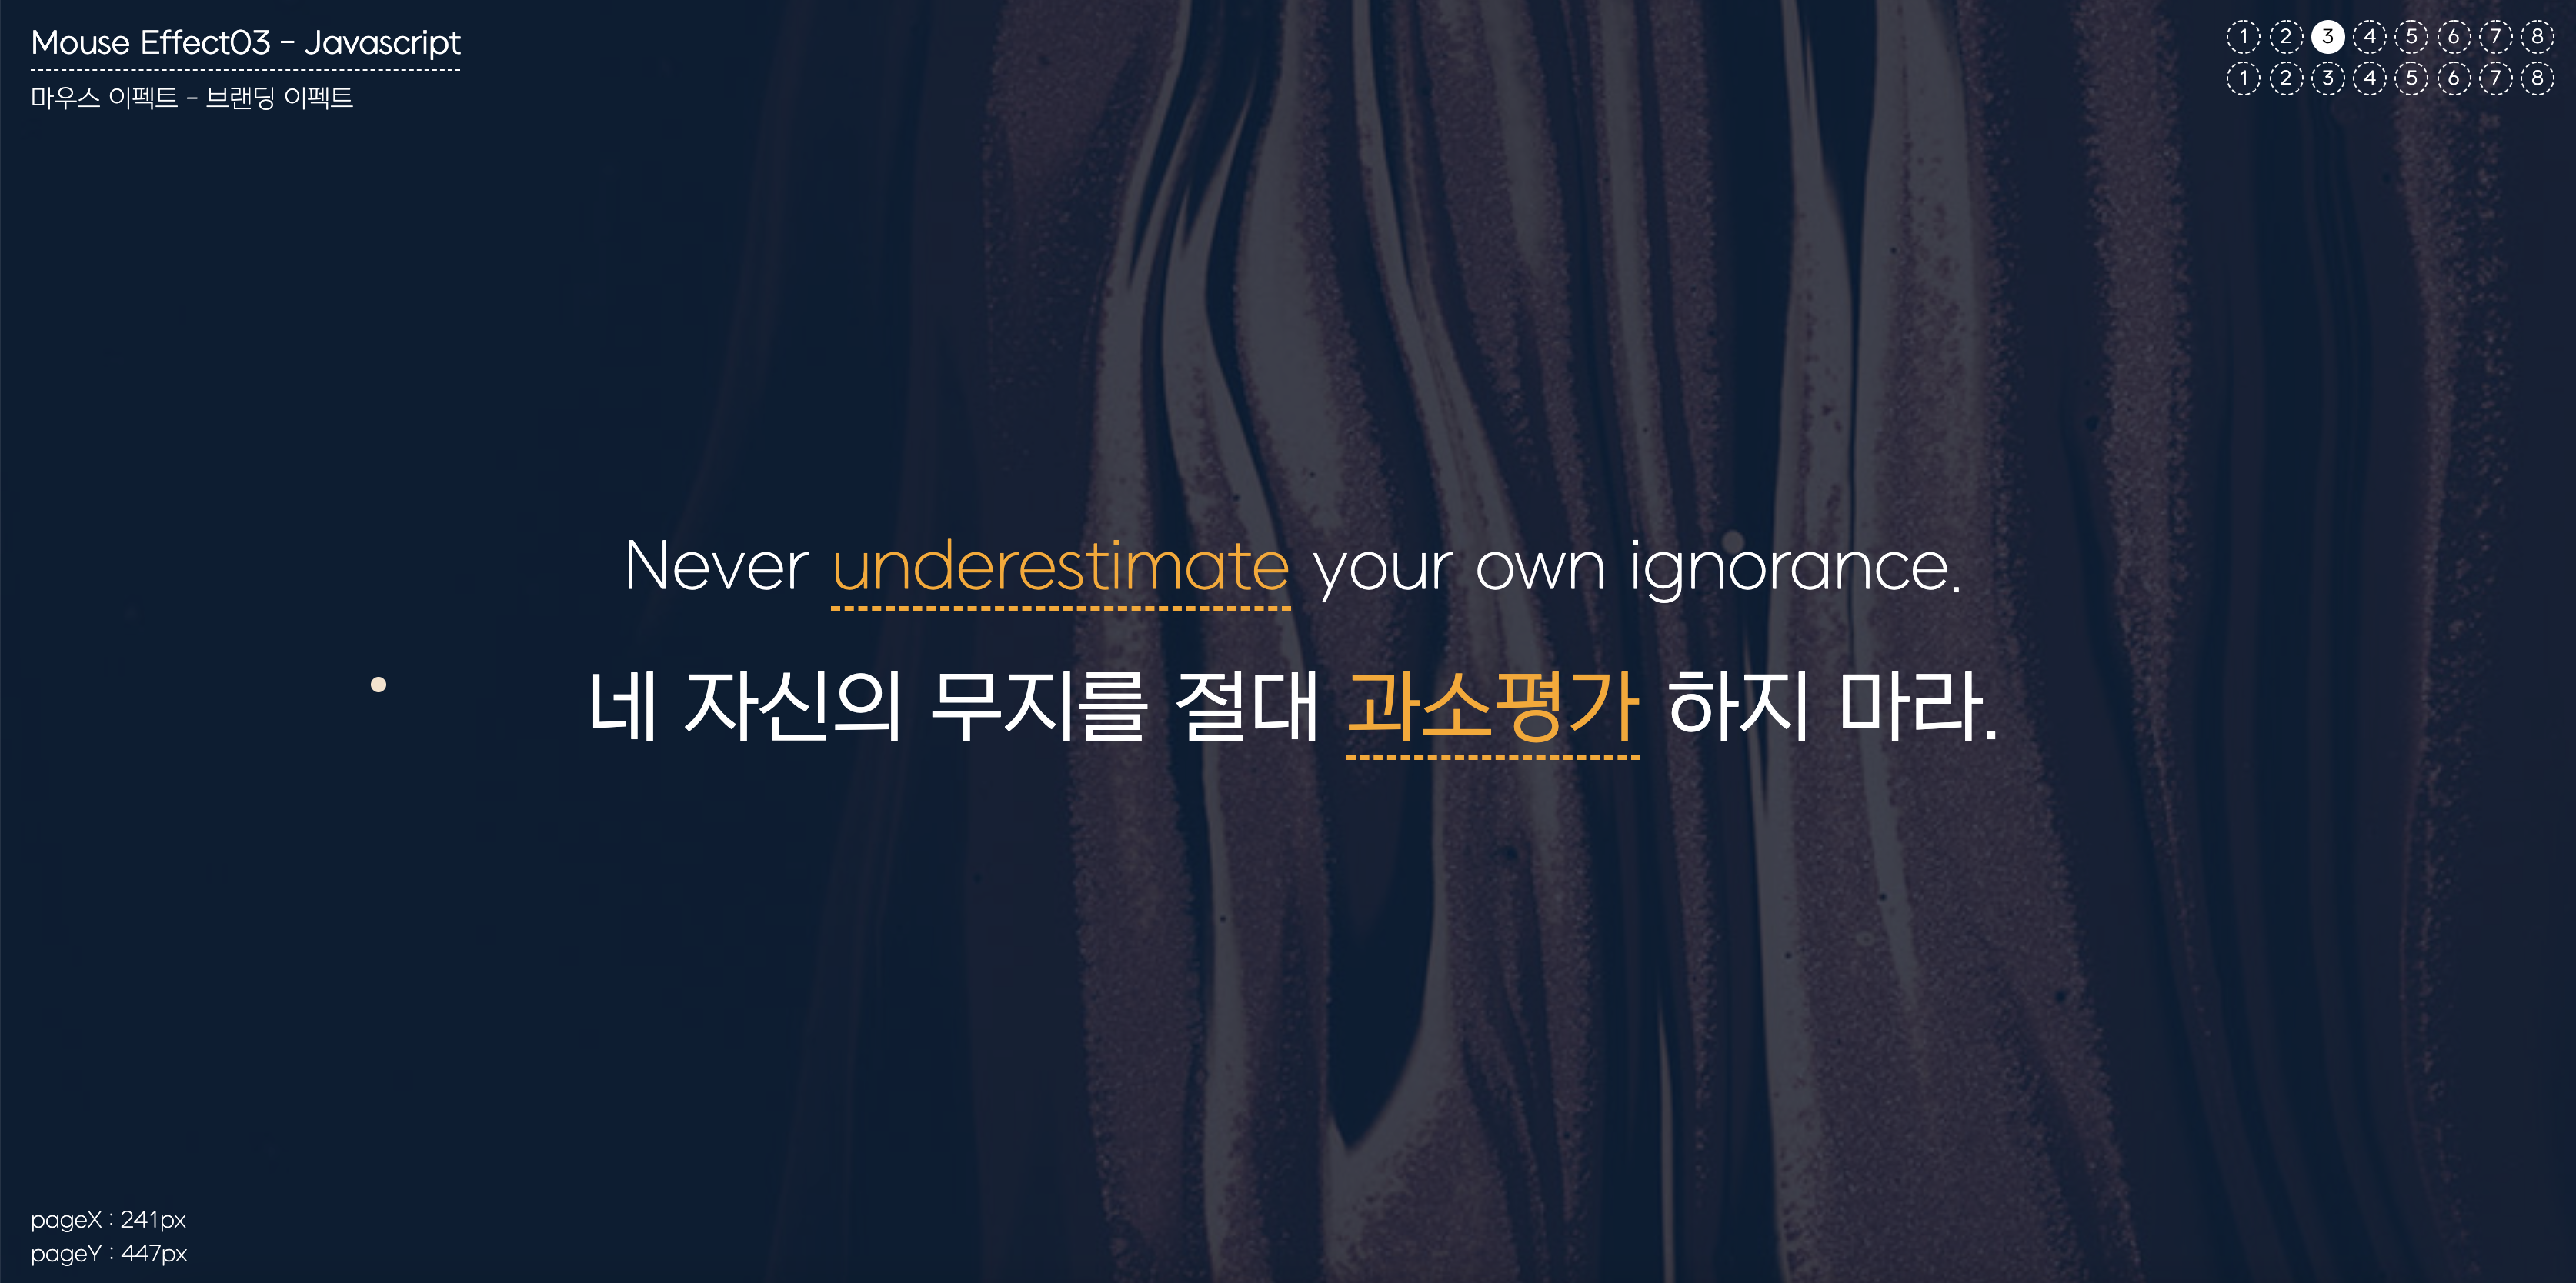 Mouse Effect03 - Javascript
마우스 이펙트 - 브랜딩 이펙트
1 2 3 4 5 6 7 8
1 2 3 4 5 6 7 8
Never underestimate your own ignorance.
네 자신의 무지를 절대 과소평가 하지 마라.
pageX : 241px
pageY : 447px